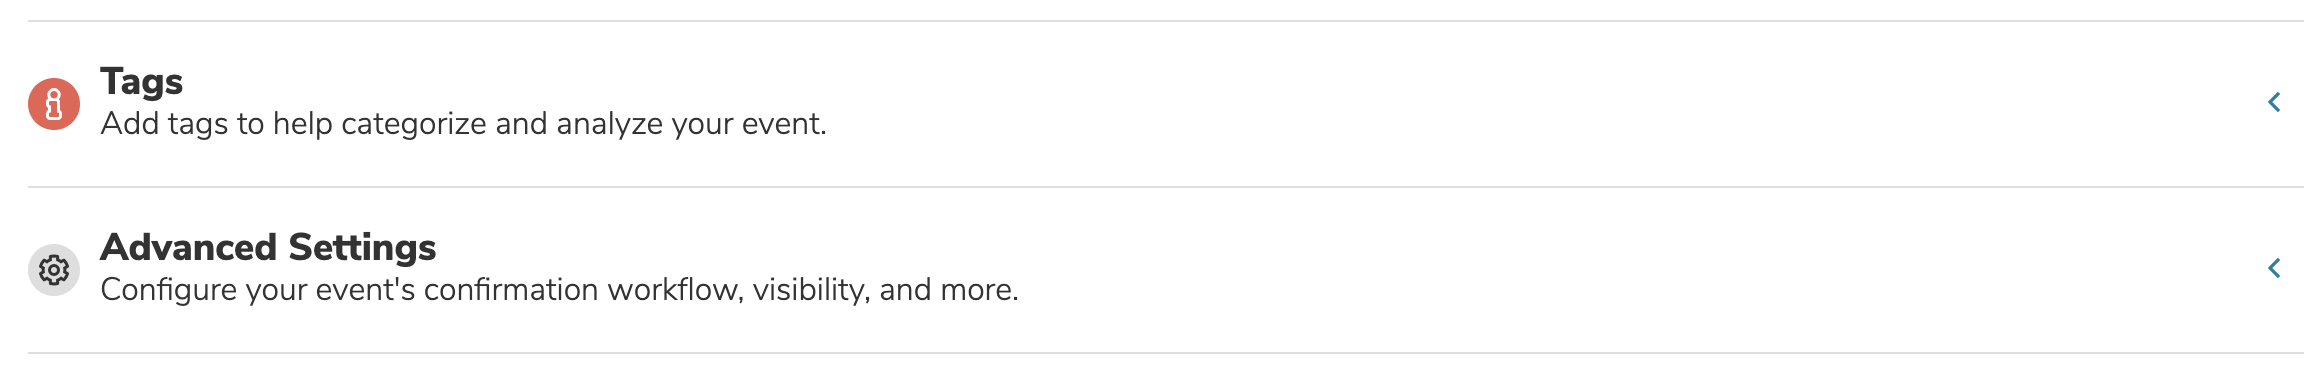 Tags
Add tags to help categorize and analyze your event.
Advanced Settings
Configure your event's confirmation workflow, visibility, and more.